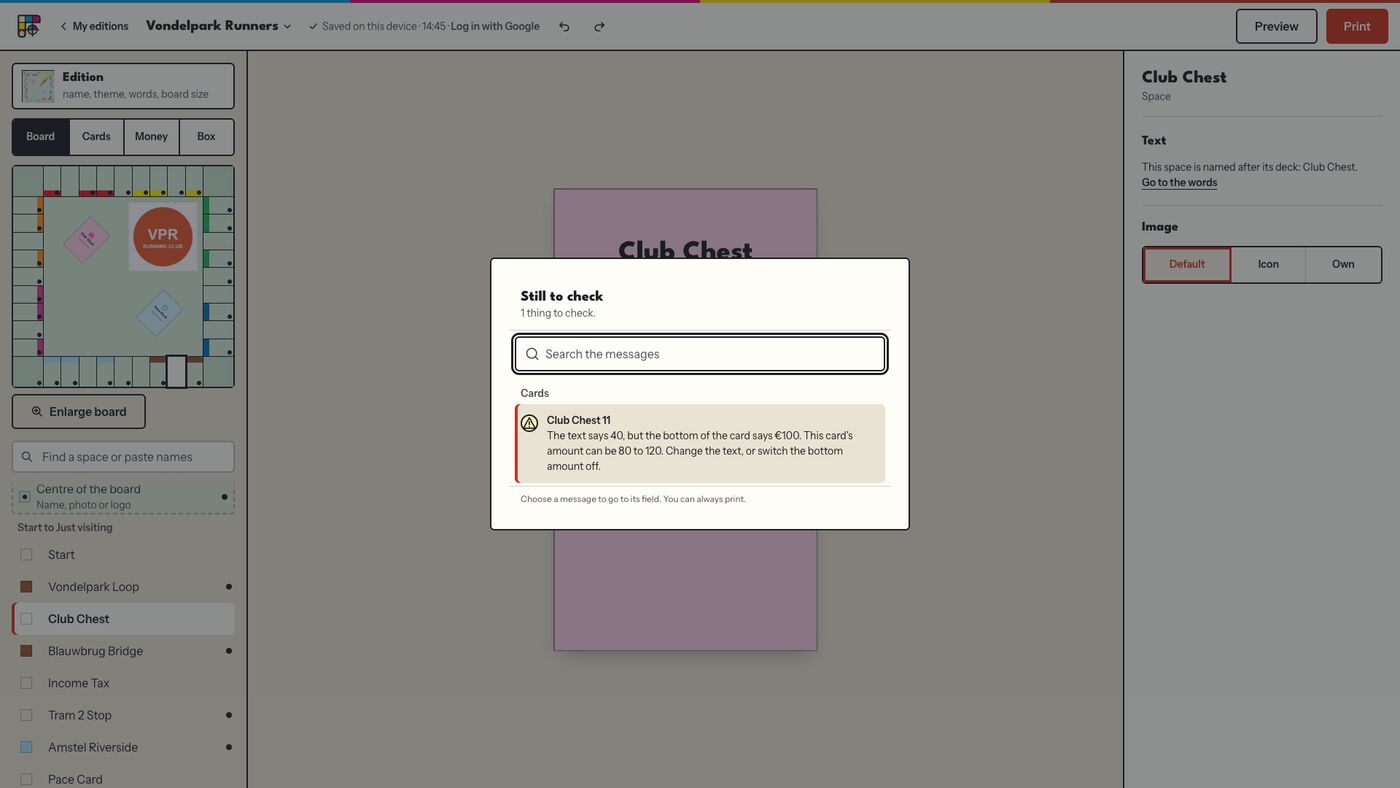 My editions
Vondelpark Runners
Saved on this device · 14:45 · Log in with Google
Preview
Print
Edition
name, theme, words, board size
Board
Cards
Money
Box
VPR
RUNNING CLUB
Enlarge board
Find a space or paste names
Centre of the board
Name, photo or logo
Start to Just visiting
Start
Vondelpark Loop
Club Chest
Blauwbrug Bridge
Income Tax
Tram 2 Stop
Amstel Riverside
Pace Card
Club Chest
Still to check
1 thing to check.
Search the messages
Cards
Club Chest 11
The text says 40, but the bottom of the card says €100. This card's
amount can be 80 to 120. Change the text, or switch the bottom
amount off.
Choose a message to go to its field. You can always print.
Club Chest
Space
Text
This space is named after its deck: Club Chest.
Go to the words
Image
Default
Icon
Own